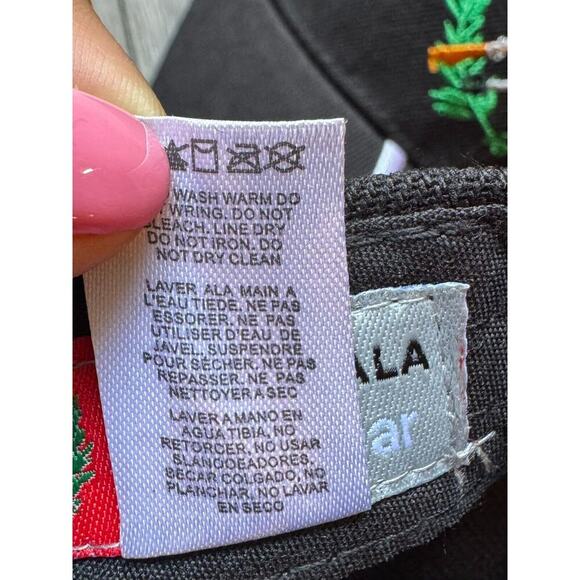 WASH WARM DO
WRING. DO NOT
BLEACH. LINE DRY
DO NOT IRON. DO
NOT DRY CLEAN
LAVER ALA MAIN A
L'EAU TIEDE, NE PAS
ESSORER, NE PAS
UTILISER D'EAU DE
JAVEL, SUSPENDRE
POUR SÉCHER, NE PAS
REPASSER, NE PAS
NETTOYER A SEC
LAVER A MANO EN
AGUA TIBIA, NO
RETORCER, NO USAR
SLANQOEADORES,
SECAR COLGADO, NO
PLANCHAR, NO LAVAR
EN SECO
ALA
ar